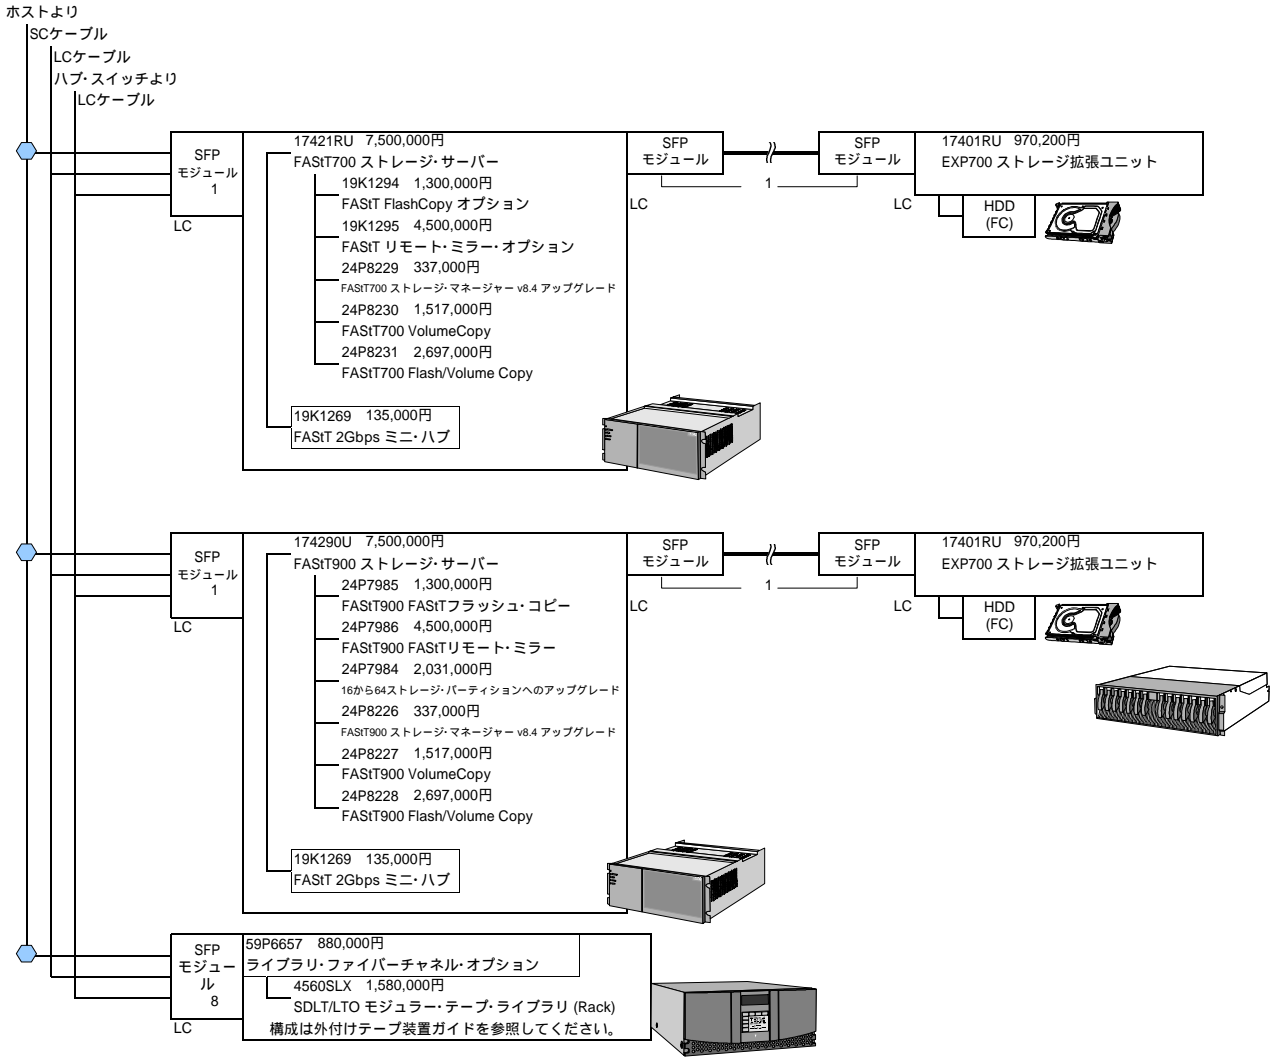 ホストより
SCケーブル
LCケーブル
ハブ・スイッチより
LCケーブル
SFP
モジュール
1
LC
17421RU 7,500,000円
FAStT700 ストレージ・サーバー
19K1294 1,300,000円
FAStT FlashCopy オプション
19K1295 4,500,000円
FAStT リモート・ミラー・オプション
24P8229 337,000円
FAStT700 ストレージ・マネージャー v8.4 アップグレード
24P8230 1,517,000円
FAStT700 VolumeCopy
24P8231 2,697,000円
FAStT700 Flash/Volume Copy
19K1269 135,000円
FAStT 2Gbps ミニ・ハブ
SFP
モジュール
LC
1
SFP
モジュール
LC
17401RU 970,200円
EXP700 ストレージ拡張ユニット
HDD
(FC)
SFP
モジュール
1
LC
174290U 7,500,000円
FAStT900 ストレージ・サーバー
24P7985 1,300,000円
FAStT900 FAStTフラッシュ・コピー
24P7986 4,500,000円
FAStT900 FAStTリモート・ミラー
24P7984 2,031,000円
16から64ストレージ・パーティションへのアップグレード
24P8226 337,000円
FAStT900 ストレージ・マネージャー v8.4 アップグレード
24P8227 1,517,000円
FAStT900 VolumeCopy
24P8228 2,697,000円
FAStT900 Flash/Volume Copy
19K1269 135,000円
FAStT 2Gbps ミニ・ハブ
SFP
モジュール
LC
1
SFP
モジュール
LC
17401RU 970,200円
EXP700 ストレージ拡張ユニット
HDD
(FC)
SFP
モジュー
ル
8
LC
59P6657 880,000円
ライブラリ・ファイバーチャネル・オプション
4560SLX 1,580,000円
SDLT/LTO モジュラー・テープ・ライブラリ (Rack)
構成は外付けテープ装置ガイドを参照してください。